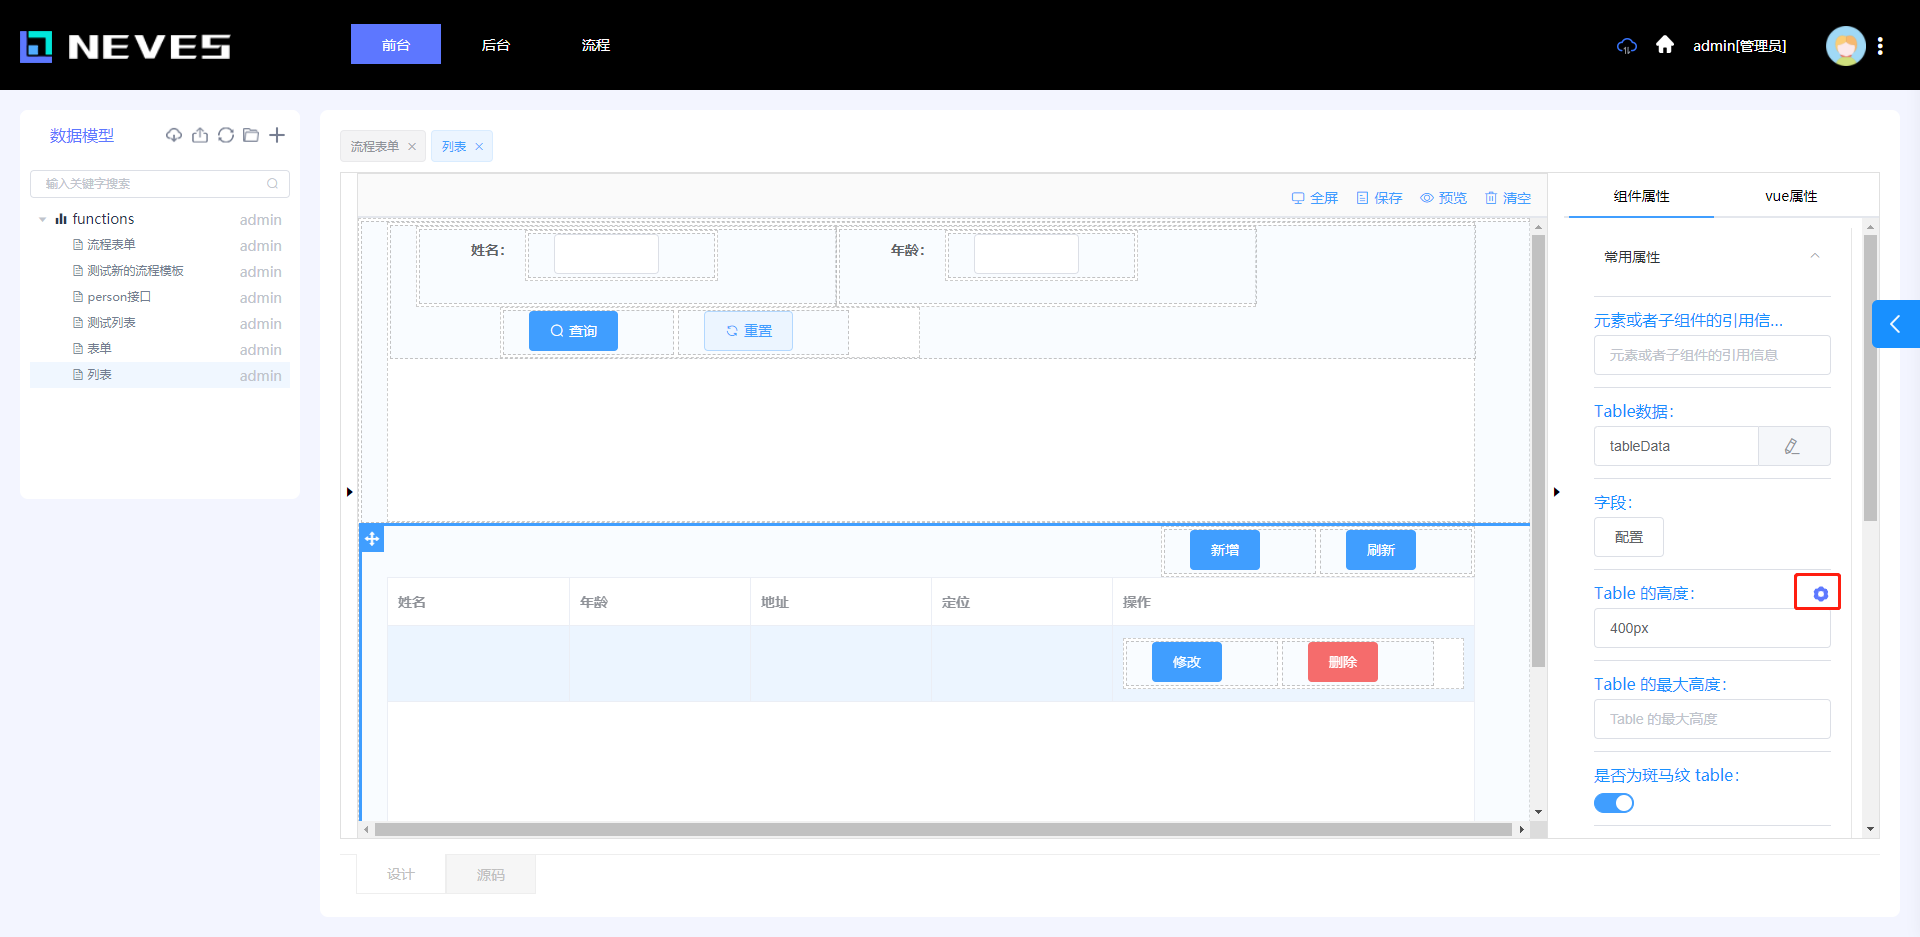 NEVES
前台
后台
流程
admin[管理员]
数据模型
输入关键字搜索
functions admin
流程表单 admin
测试新的流程模板 admin
person接口 admin
测试列表 admin
表单 admin
列表 admin
流程表单
列表
全屏 保存 预览 清空
姓名：
年龄：
查询 重置
新增 刷新
姓名 年龄 地址 定位 操作
修改 删除
设计 源码
组件属性 vue属性
常用属性
元素或者子组件的引用信...
元素或者子组件的引用信息
Table数据：
tableData
字段：
配置
Table 的高度：
400px
Table 的最大高度：
Table 的最大高度
是否为斑马纹 table：